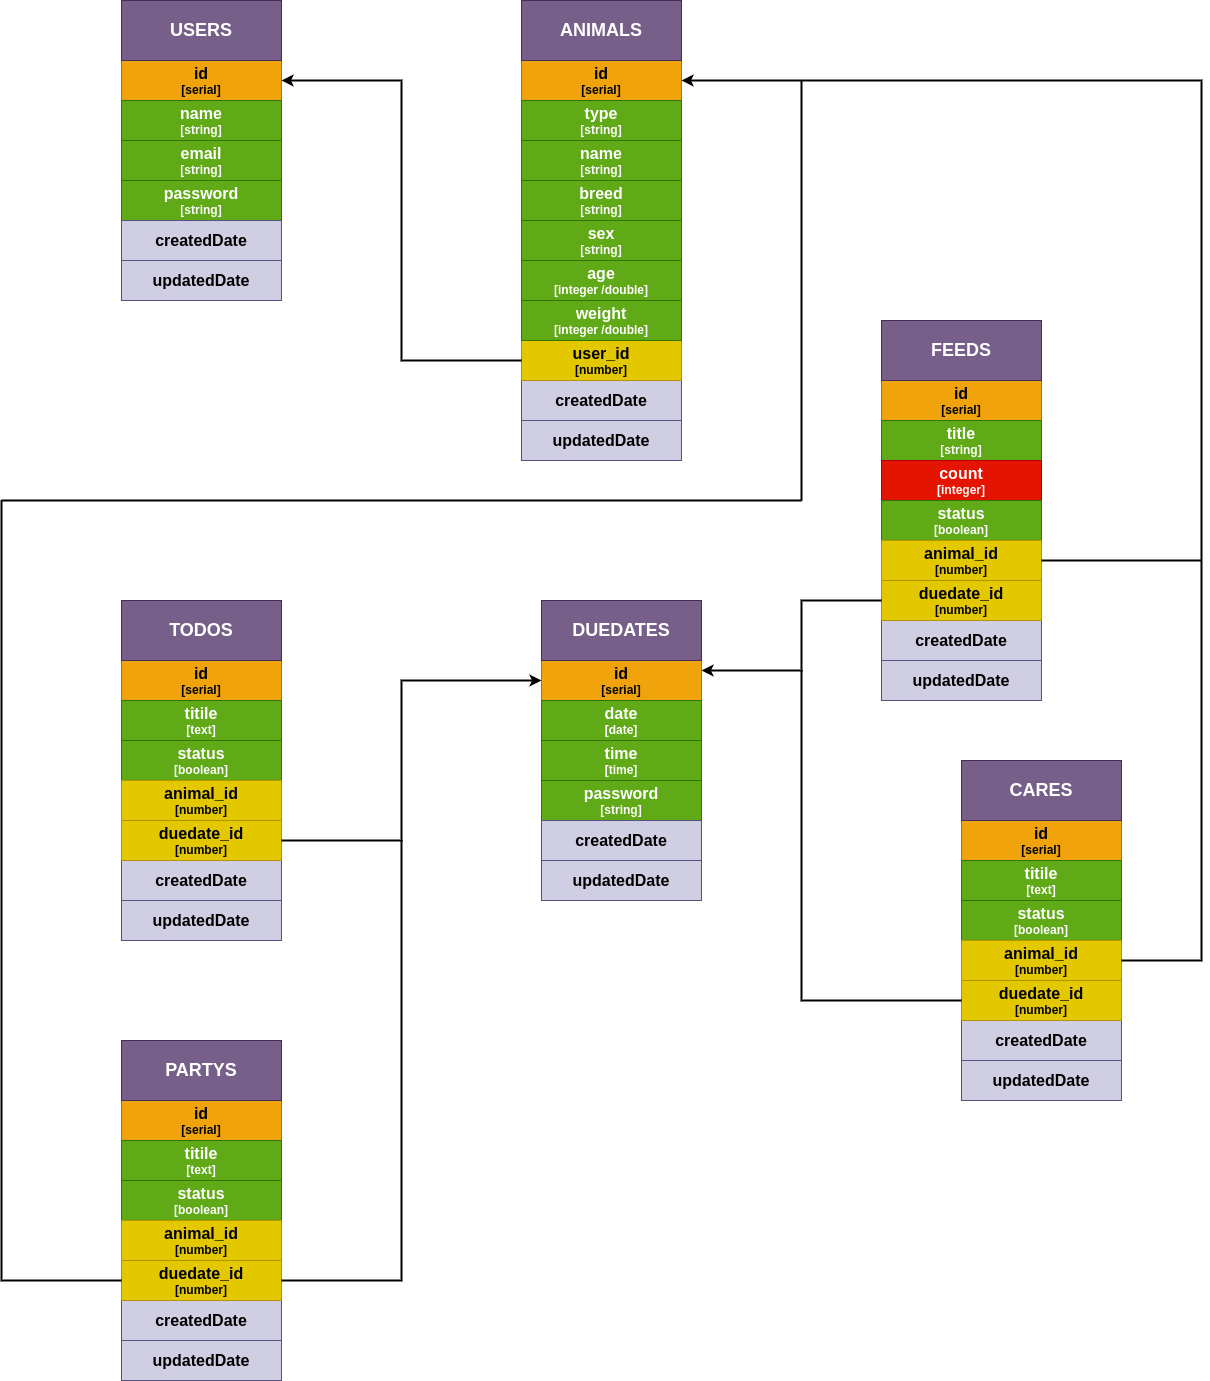 USERS
id
[serial]
name
[string]
email
[string]
password
[string]
createdDate
updatedDate
ANIMALS
id
[serial]
type
[string]
name
[string]
breed
[string]
sex
[string]
age
[integer /double]
weight
[integer /double]
user_id
[number]
createdDate
updatedDate
FEEDS
id
[serial]
title
[string]
count
[integer]
status
[boolean]
animal_id
[number]
duedate_id
[number]
createdDate
updatedDate
TODOS
id
[serial]
titile
[text]
status
[boolean]
animal_id
[number]
duedate_id
[number]
createdDate
updatedDate
DUEDATES
id
[serial]
date
[date]
time
[time]
password
[string]
createdDate
updatedDate
CARES
id
[serial]
titile
[text]
status
[boolean]
animal_id
[number]
duedate_id
[number]
createdDate
updatedDate
PARTYS
id
[serial]
titile
[text]
status
[boolean]
animal_id
[number]
duedate_id
[number]
createdDate
updatedDate